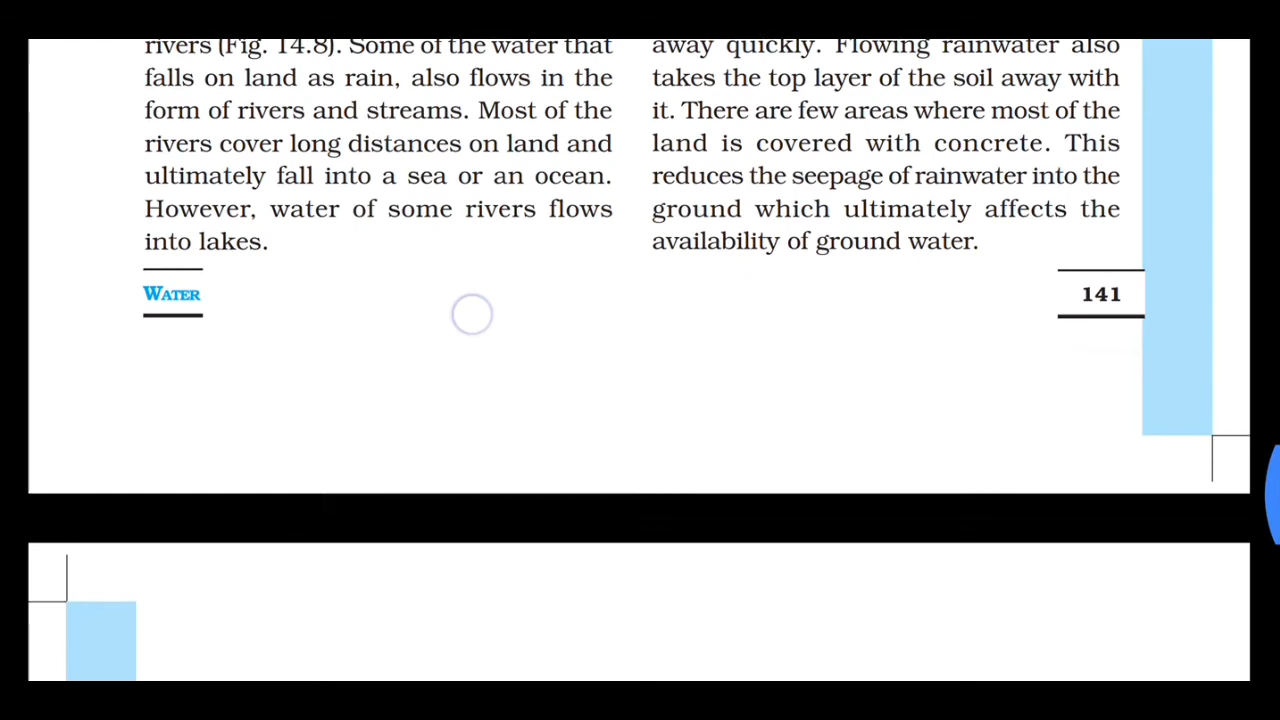 rivers (Fig. 14.8). Some of the water that
falls on land as rain, also flows in the
form of rivers and streams. Most of the
rivers cover long distances on land and
ultimately fall into a sea or an ocean.
However, water of some rivers flows
into lakes.
away quickly. Flowing rainwater also
takes the top layer of the soil away with
it. There are few areas where most of the
land is covered with concrete. This
reduces the seepage of rainwater into the
ground which ultimately affects the
availability of ground water.
WATER
141